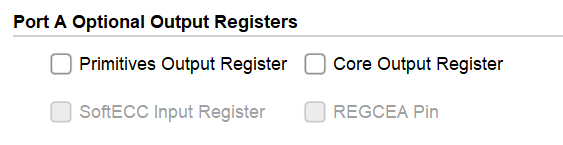 Port A Optional Output Registers
Primitives Output Register Core Output Register
SoftECC Input Register REGCEA Pin